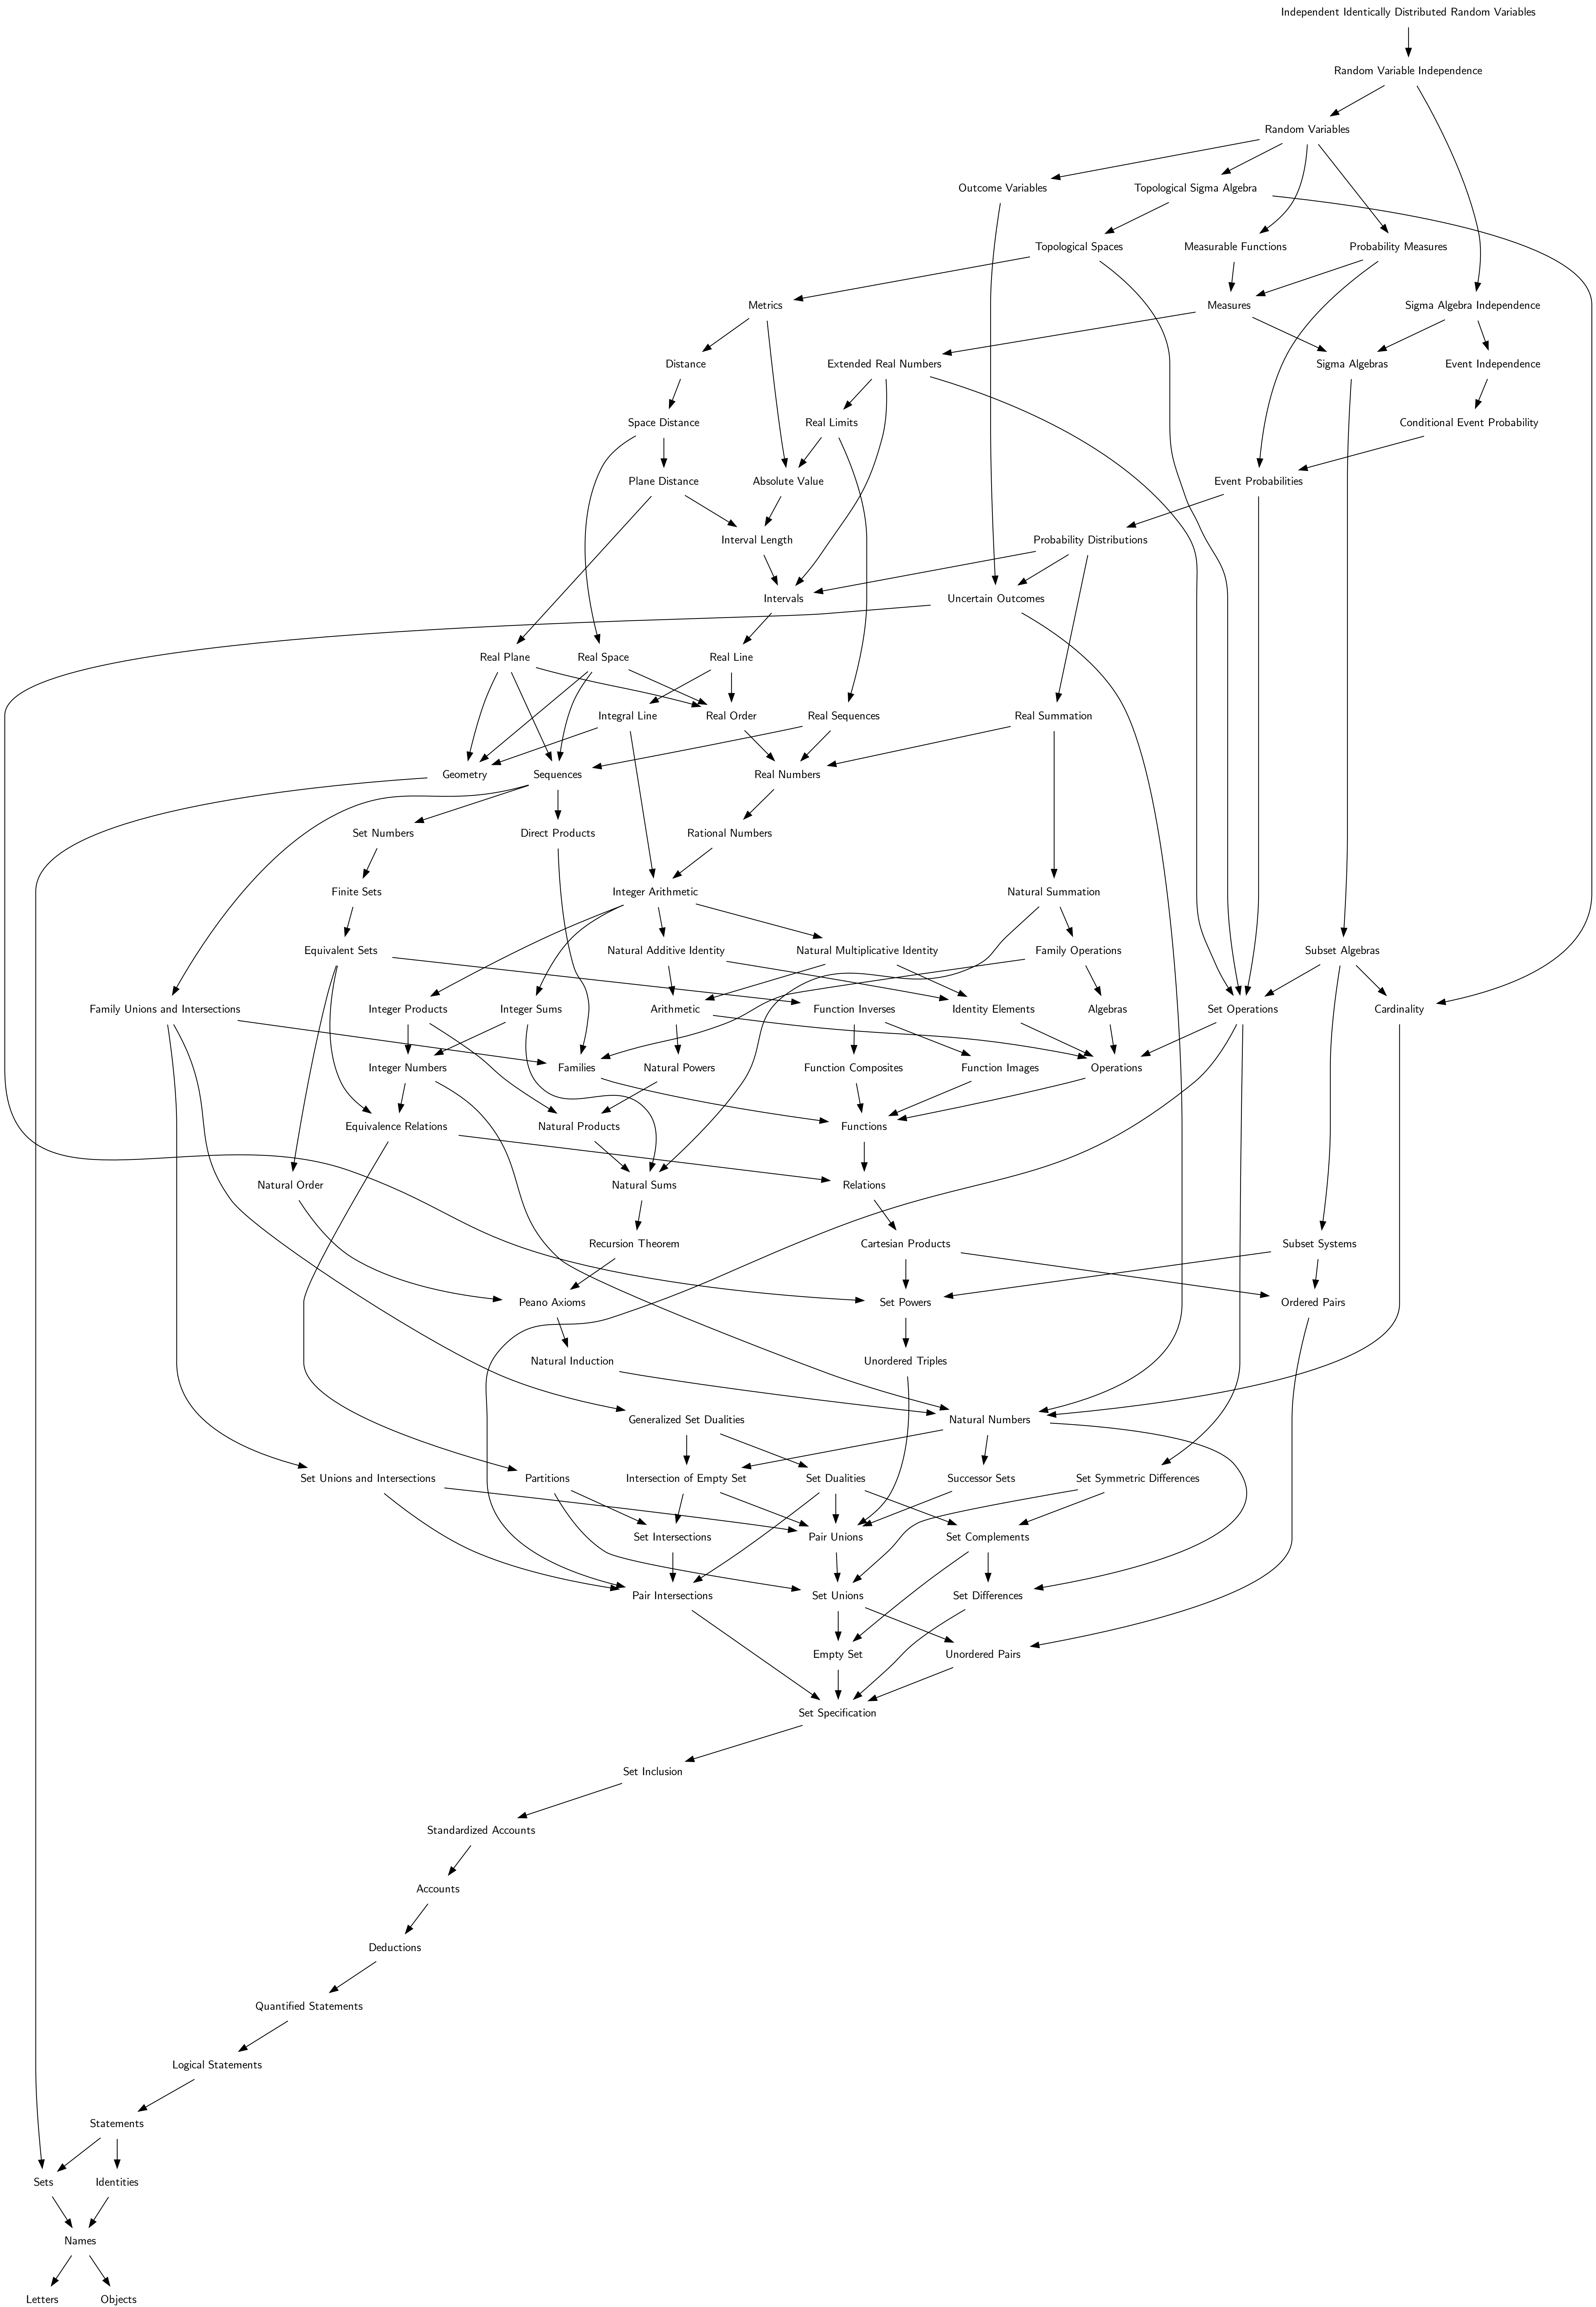 Independent Identically Distributed Random Variables
Random Variable Independence
Random Variables
Outcome Variables
Topological Sigma Algebra
Topological Spaces
Measurable Functions
Probability Measures
Metrics
Measures
Sigma Algebra Independence
Distance
Extended Real Numbers
Sigma Algebras
Event Independence
Space Distance
Real Limits
Conditional Event Probability
Plane Distance
Absolute Value
Event Probabilities
Interval Length
Probability Distributions
Intervals
Uncertain Outcomes
Real Plane
Real Space
Real Line
Integral Line
Real Order
Real Sequences
Real Summation
Geometry
Sequences
Real Numbers
Set Numbers
Direct Products
Rational Numbers
Finite Sets
Integer Arithmetic
Natural Summation
Equivalent Sets
Natural Additive Identity
Natural Multiplicative Identity
Family Operations
Subset Algebras
Family Unions and Intersections
Integer Products
Integer Sums
Arithmetic
Function Inverses
Identity Elements
Algebras
Set Operations
Cardinality
Integer Numbers
Families
Natural Powers
Function Composites
Function Images
Operations
Equivalence Relations
Natural Products
Functions
Natural Order
Natural Sums
Relations
Recursion Theorem
Cartesian Products
Subset Systems
Peano Axioms
Set Powers
Ordered Pairs
Natural Induction
Unordered Triples
Generalized Set Dualities
Natural Numbers
Set Unions and Intersections
Partitions
Intersection of Empty Set
Set Dualities
Successor Sets
Set Symmetric Differences
Set Intersections
Pair Unions
Set Complements
Pair Intersections
Set Unions
Set Differences
Empty Set
Unordered Pairs
Set Specification
Set Inclusion
Standardized Accounts
Accounts
Deductions
Quantified Statements
Logical Statements
Statements
Sets
Identities
Names
Letters
Objects